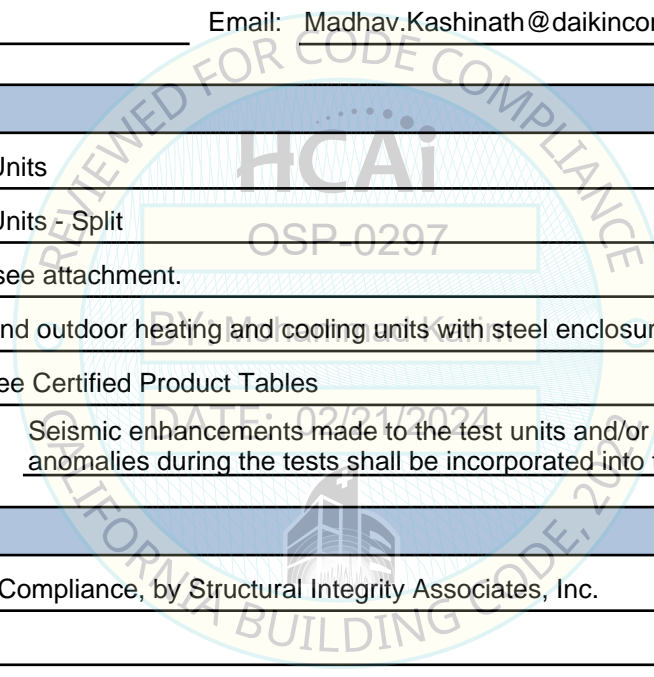 Email: Madhav.Kashinath@daikincom
REVIEWED FOR CODE COMPLIANCE
HCAi
Units
Units - Split
OSP-0297
see attachment.
BY: Mohammad Karim
nd outdoor heating and cooling units with steel enclosur
ee Certified Product Tables
DATE: 02/21/2024
Seismic enhancements made to the test units and/or
anomalies during the tests shall be incorporated into t
Compliance, by Structural Integrity Associates, Inc.
CALIFORNIA BUILDING CODE, 2022